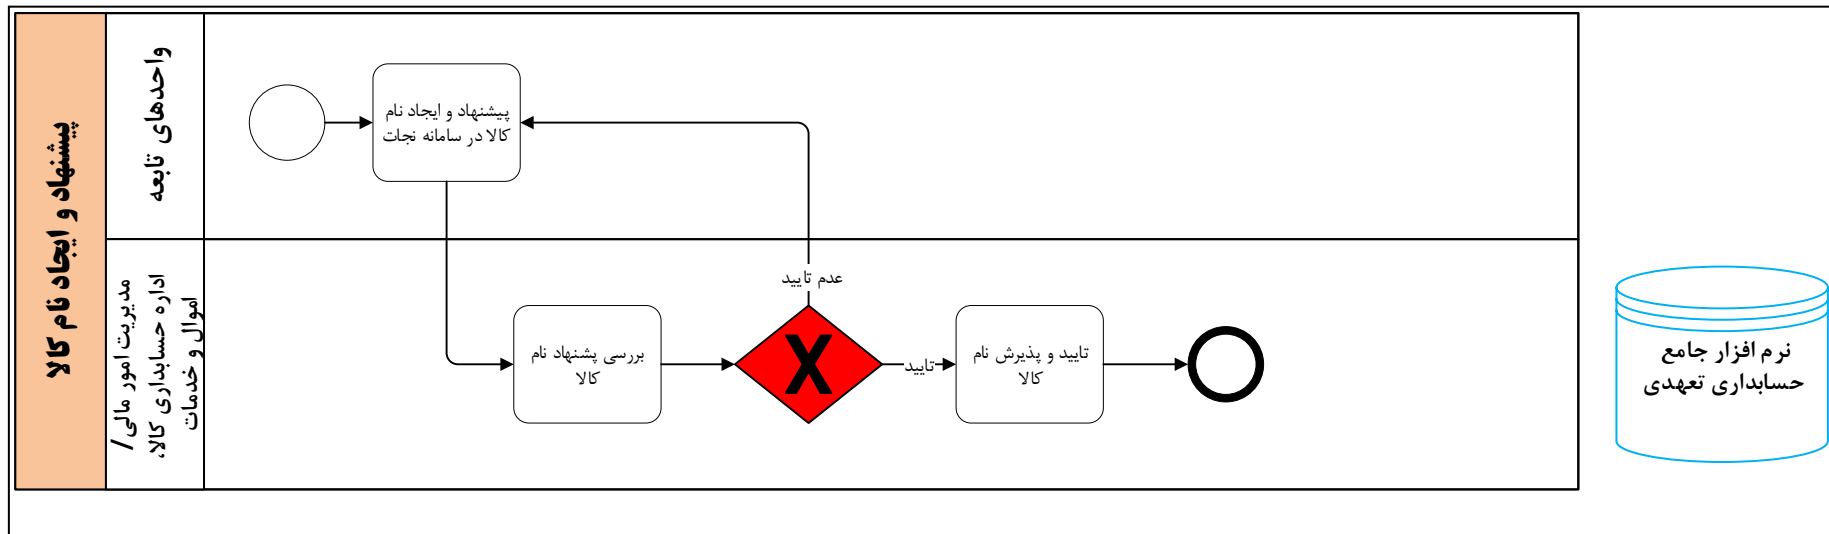 پیشنهاد و ایجاد نام کالا
واحدهای تابعه
پیشنهاد و ایجاد نام
کالا در سامانه نجات
مدیریت امور مالی/
اداره حسابداری کالا،
اموال و خدمات
بررسی پشنهاد نام
کالا
عدم تایید
X
تایید
تایید و پذیرش نام
کالا
نرم افزار جامع
حسابداری تعهدی